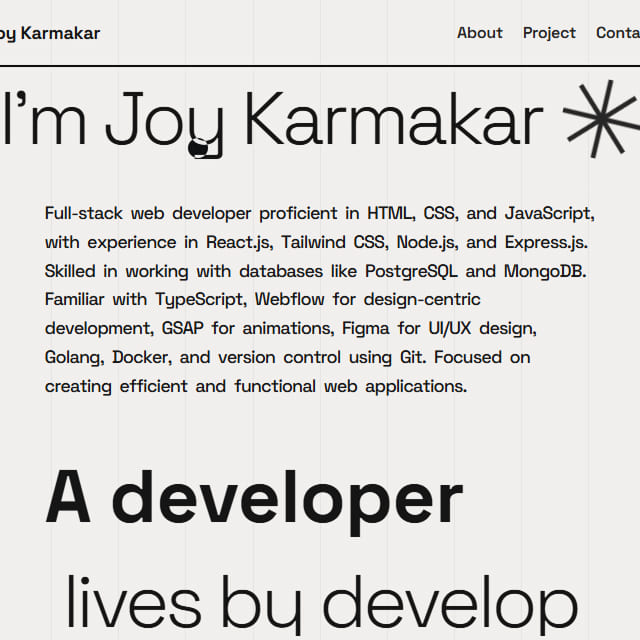 oy Karmakar
About Project Conta
I'm Joy Karmakar
Full-stack web developer proficient in HTML, CSS, and JavaScript,
with experience in React.js, Tailwind CSS, Node.js, and Express.js.
Skilled in working with databases like PostgreSQL and MongoDB.
Familiar with TypeScript, Webflow for design-centric
development, GSAP for animations, Figma for UI/UX design,
Golang, Docker, and version control using Git. Focused on
creating efficient and functional web applications.
A developer
lives by develop